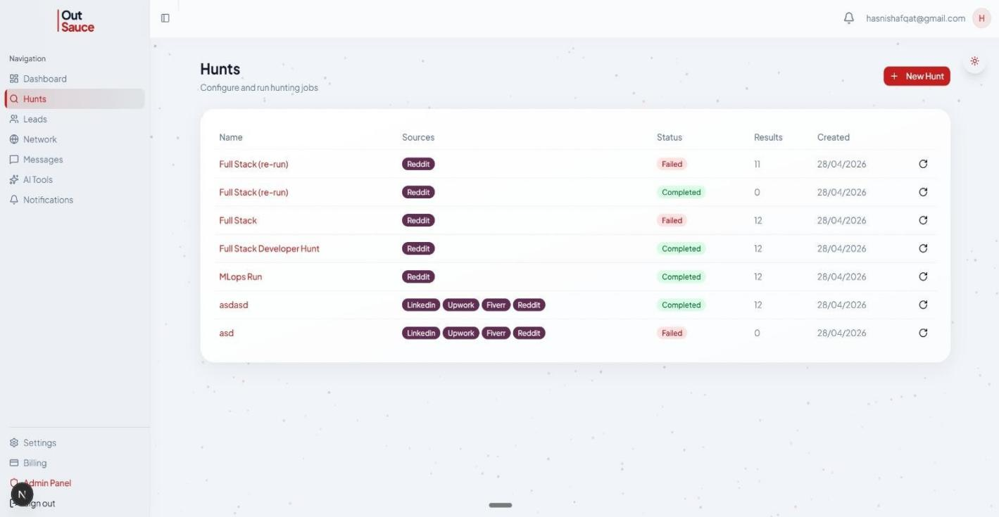 Out
Sauce
hasnishafqat@gmail.com H
Navigation
Dashboard
Hunts
Leads
Network
Messages
AI Tools
Notifications
Hunts
Configure and run hunting jobs
+ New Hunt
Name Sources Status Results Created
Full Stack (re-run) Reddit Failed 11 28/04/2026
Full Stack (re-run) Reddit Completed 0 28/04/2026
Full Stack Reddit Failed 12 28/04/2026
Full Stack Developer Hunt Reddit Completed 12 28/04/2026
MLops Run Reddit Completed 12 28/04/2026
asdasd Linkedin Upwork Fiverr Reddit Completed 12 28/04/2026
asd Linkedin Upwork Fiverr Reddit Failed 0 28/04/2026
Settings
Billing
Admin Panel
N
ign out